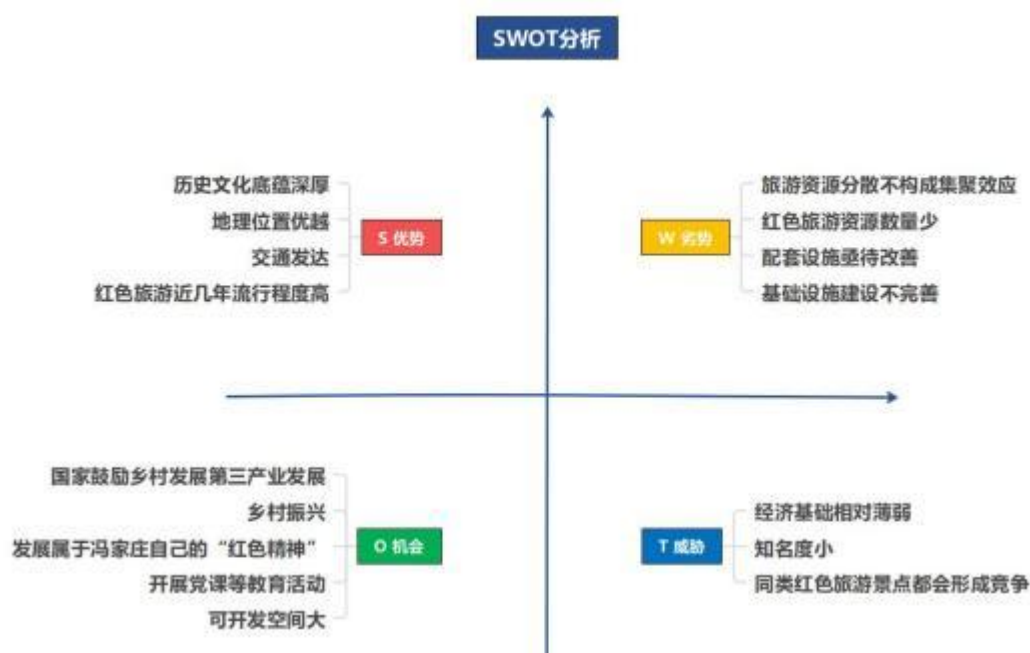 SWOT分析
S 优势
历史文化底蕴深厚
地理位置优越
交通发达
红色旅游近几年流行程度高
W 劣势
旅游资源分散不构成集聚效应
红色旅游资源数量少
配套设施亟待改善
基础设施建设不完善
O 机会
国家鼓励乡村发展第三产业发展
乡村振兴
发展属于冯家庄自己的“红色精神”
开展党课等教育活动
可开发空间大
T 威胁
经济基础相对薄弱
知名度小
同类红色旅游景点都会形成竞争